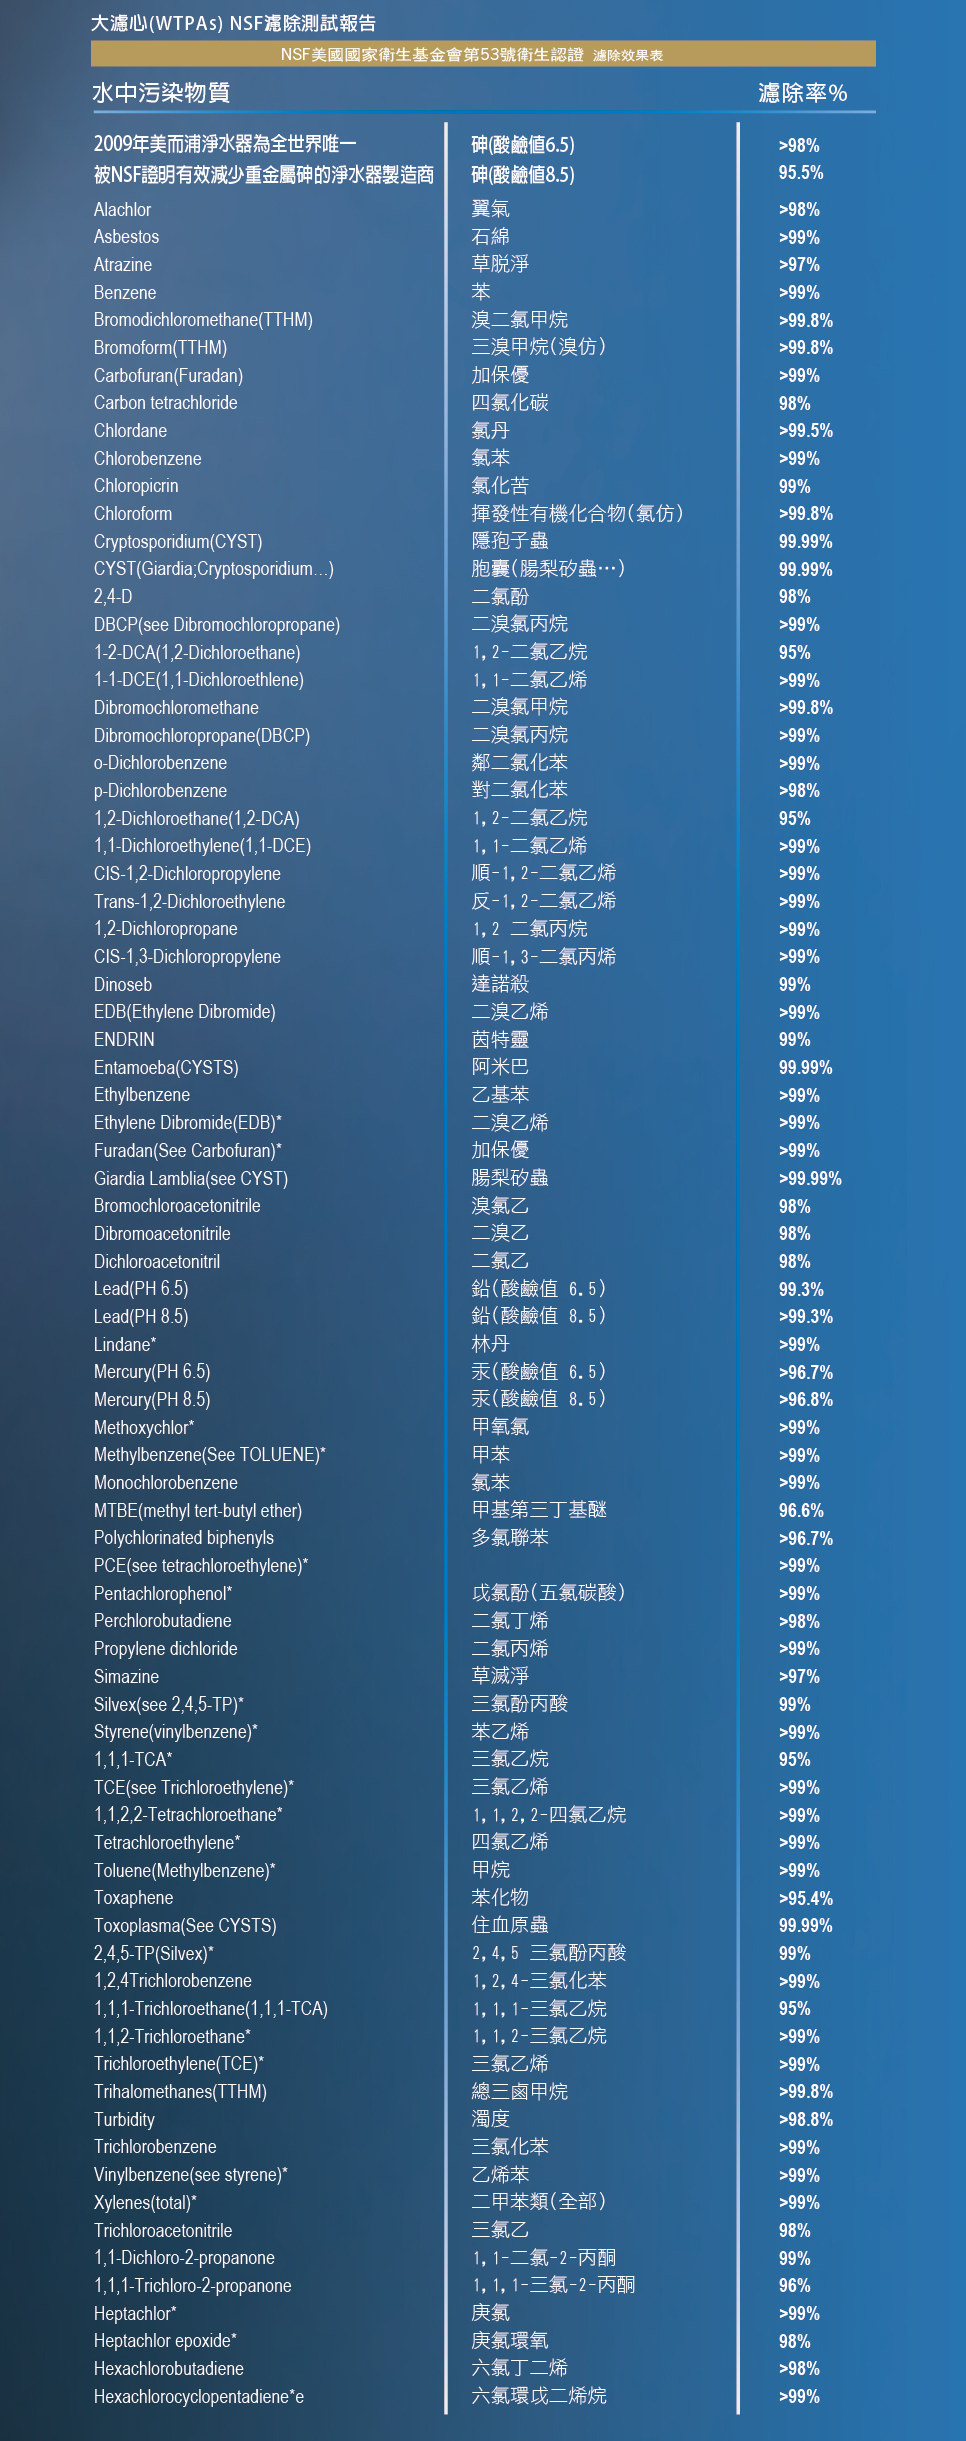 大濾心(WTPAs) NSF濾除測試報告
NSF美國國家衛生基金會第53號衛生認證 濾除效果表
水中污染物質 濾除率%
2009年美而浦淨水器為全世界唯一 砷(酸鹼值6.5) >98%
被NSF證明有效減少重金屬砷的淨水器製造商 砷(酸鹼值8.5) 95.5%
Alachlor 翼氣 >98%
Asbestos 石綿 >99%
Atrazine 草脫淨 >97%
Benzene 苯 >99%
Bromodichloromethane(TTHM) 溴二氯甲烷 >99.8%
Bromoform(TTHM) 三溴甲烷(溴仿) >99.8%
Carbofuran(Furadan) 加保優 >99%
Carbon tetrachloride 四氯化碳 98%
Chlordane 氯丹 >99.5%
Chlorobenzene 氯苯 >99%
Chloropicrin 氯化苦 99%
Chloroform 揮發性有機化合物(氯仿) >99.8%
Cryptosporidium(CYST) 隱孢子蟲 99.99%
CYST(Giardia;Cryptosporidium...) 胞囊(腸梨矽蟲…) 99.99%
2,4-D 二氯酚 98%
DBCP(see Dibromochloropropane) 二溴氯丙烷 >99%
1-2-DCA(1,2-Dichloroethane) 1,2-二氯乙烷 95%
1-1-DCE(1,1-Dichloroethlene) 1,1-二氯乙烯 >99%
Dibromochloromethane 二溴氯甲烷 >99.8%
Dibromochloropropane(DBCP) 二溴氯丙烷 >99%
o-Dichlorobenzene 鄰二氯化苯 >99%
p-Dichlorobenzene 對二氯化苯 >98%
1,2-Dichloroethane(1,2-DCA) 1,2-二氯乙烷 95%
1,1-Dichloroethylene(1,1-DCE) 1,1-二氯乙烯 >99%
CIS-1,2-Dichloropropylene 順-1,2-二氯乙烯 >99%
Trans-1,2-Dichloroethylene 反-1,2-二氯乙烯 >99%
1,2-Dichloropropane 1,2 二氯丙烷 >99%
CIS-1,3-Dichloropropylene 順-1,3-二氯丙烯 >99%
Dinoseb 達諾殺 99%
EDB(Ethylene Dibromide) 二溴乙烯 >99%
ENDRIN 茵特靈 99%
Entamoeba(CYSTS) 阿米巴 99.99%
Ethylbenzene 乙基苯 >99%
Ethylene Dibromide(EDB)* 二溴乙烯 >99%
Furadan(See Carbofuran)* 加保優 >99%
Giardia Lamblia(see CYST) 腸梨矽蟲 >99.99%
Bromochloroacetonitrile 溴氯乙 98%
Dibromoacetonitrile 二溴乙 98%
Dichloroacetonitril 二氯乙 98%
Lead(PH 6.5) 鉛(酸鹼值 6.5) 99.3%
Lead(PH 8.5) 鉛(酸鹼值 8.5) >99.3%
Lindane* 林丹 >99%
Mercury(PH 6.5) 汞(酸鹼值 6.5) >96.7%
Mercury(PH 8.5) 汞(酸鹼值 8.5) >96.8%
Methoxychlor* 甲氧氯 >99%
Methylbenzene(See TOLUENE)* 甲苯 >99%
Monochlorobenzene 氯苯 >99%
MTBE(methyl tert-butyl ether) 甲基第三丁基醚 96.6%
Polychlorinated biphenyls 多氯聯苯 >96.7%
PCE(see tetrachloroethylene)* >99%
Pentachlorophenol* 戊氯酚(五氯碳酸) >99%
Perchlorobutadiene 二氯丁烯 >98%
Propylene dichloride 二氯丙烯 >99%
Simazine 草滅淨 >97%
Silvex(see 2,4,5-TP)* 三氯酚丙酸 99%
Styrene(vinylbenzene)* 苯乙烯 >99%
1,1,1-TCA* 三氯乙烷 95%
TCE(see Trichloroethylene)* 三氯乙烯 >99%
1,1,2,2-Tetrachloroethane* 1,1,2,2-四氯乙烷 >99%
Tetrachloroethylene* 四氯乙烯 >99%
Toluene(Methylbenzene)* 甲烷 >99%
Toxaphene 苯化物 >95.4%
Toxoplasma(See CYSTS) 住血原蟲 99.99%
2,4,5-TP(Silvex)* 2,4,5 三氯酚丙酸 99%
1,2,4Trichlorobenzene 1,2,4-三氯化苯 >99%
1,1,1-Trichloroethane(1,1,1-TCA) 1,1,1-三氯乙烷 95%
1,1,2-Trichloroethane* 1,1,2-三氯乙烷 >99%
Trichloroethylene(TCE)* 三氯乙烯 >99%
Trihalomethanes(TTHM) 總三鹵甲烷 >99.8%
Turbidity 濁度 >98.8%
Trichlorobenzene 三氯化苯 >99%
Vinylbenzene(see styrene)* 乙烯苯 >99%
Xylenes(total)* 二甲苯類(全部) >99%
Trichloroacetonitrile 三氯乙 98%
1,1-Dichloro-2-propanone 1,1-二氯-2-丙酮 99%
1,1,1-Trichloro-2-propanone 1,1,1-三氯-2-丙酮 96%
Heptachlor* 庚氯 >99%
Heptachlor epoxide* 庚氯環氧 98%
Hexachlorobutadiene 六氯丁二烯 >98%
Hexachlorocyclopentadiene*e 六氯環戊二烯烷 >99%